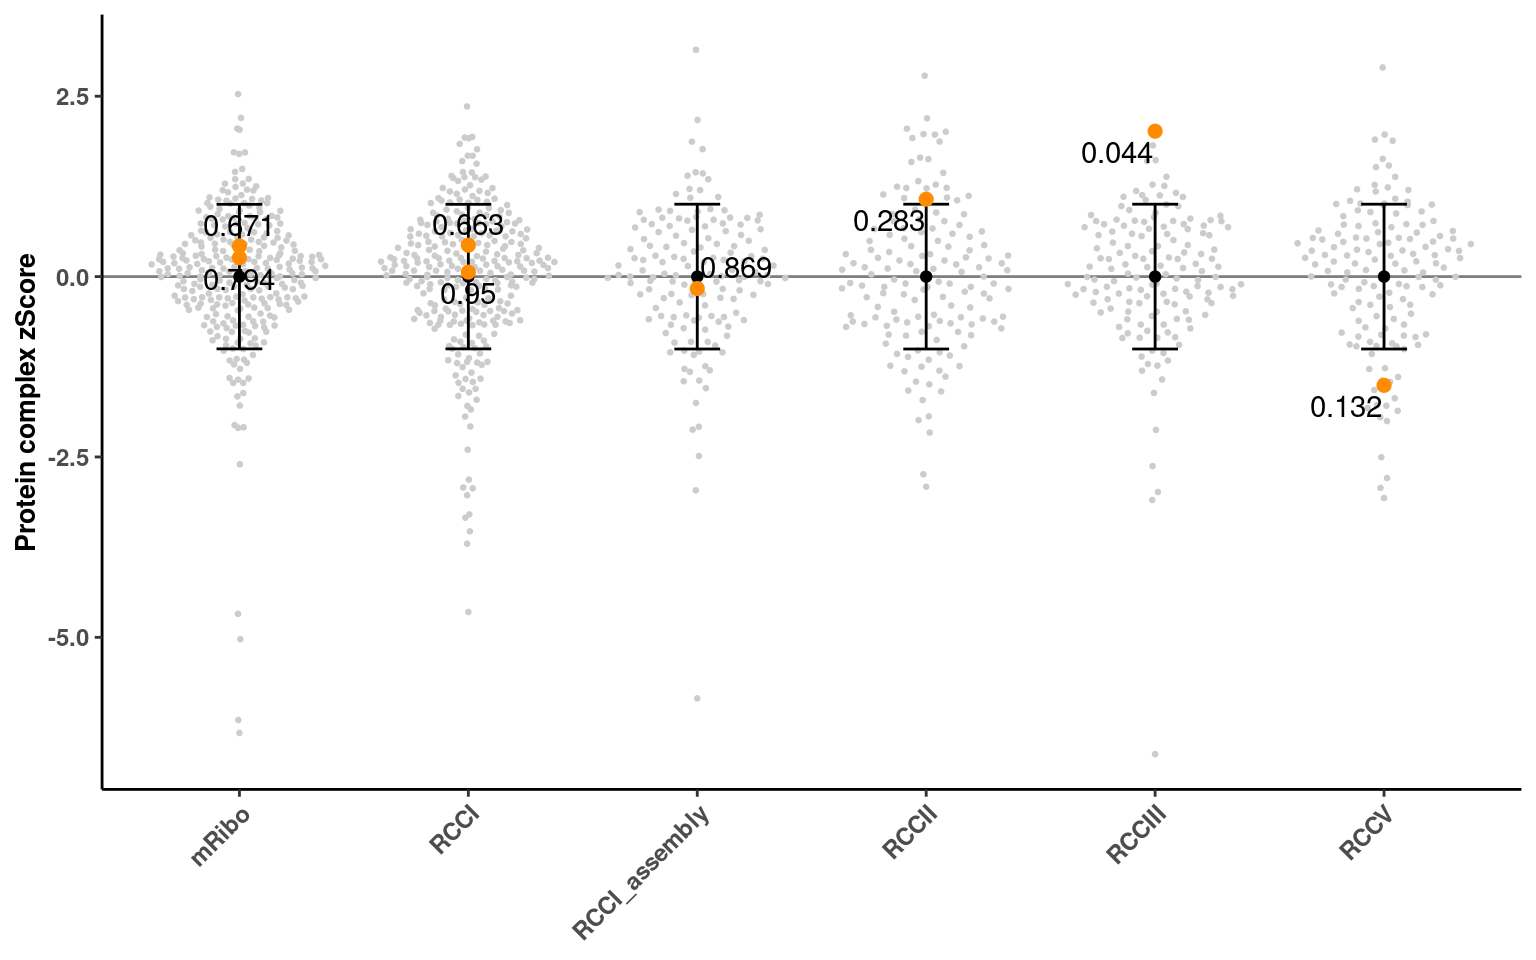 Protein complex zScore
2.5
0.0
-2.5
-5.0
0.671
0.794
0.663
0.95
0.869
0.283
0.044
0.132
mRibo
RCCI
RCCI_assembly
RCCII
RCCIII
RCCV